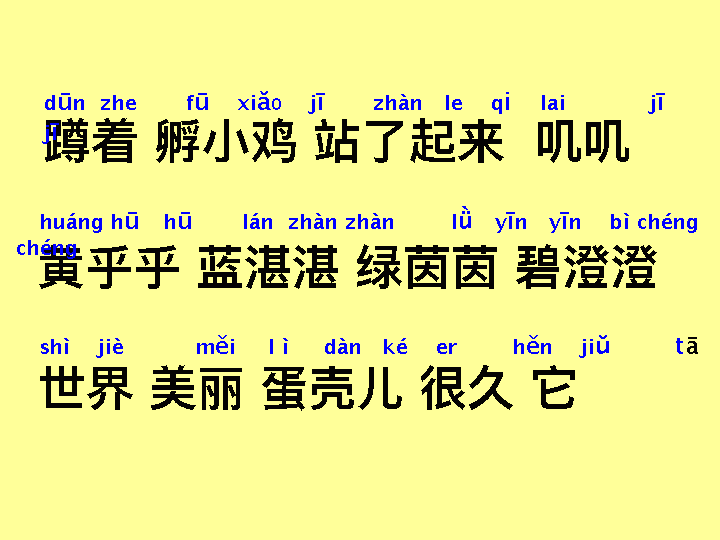 dūn zhe fū xiǎo jī zhàn le qi lai jī
jī
蹲着 孵小鸡 站了起来 叽叽
huáng hū hū lán zhàn zhàn lǜ yīn yīn bì chéng
chéng
黄乎乎 蓝湛湛 绿茵茵 碧澄澄
shì jiè měi lì dàn ké er hěn jiǔ tā
世界 美丽 蛋壳儿 很久 它